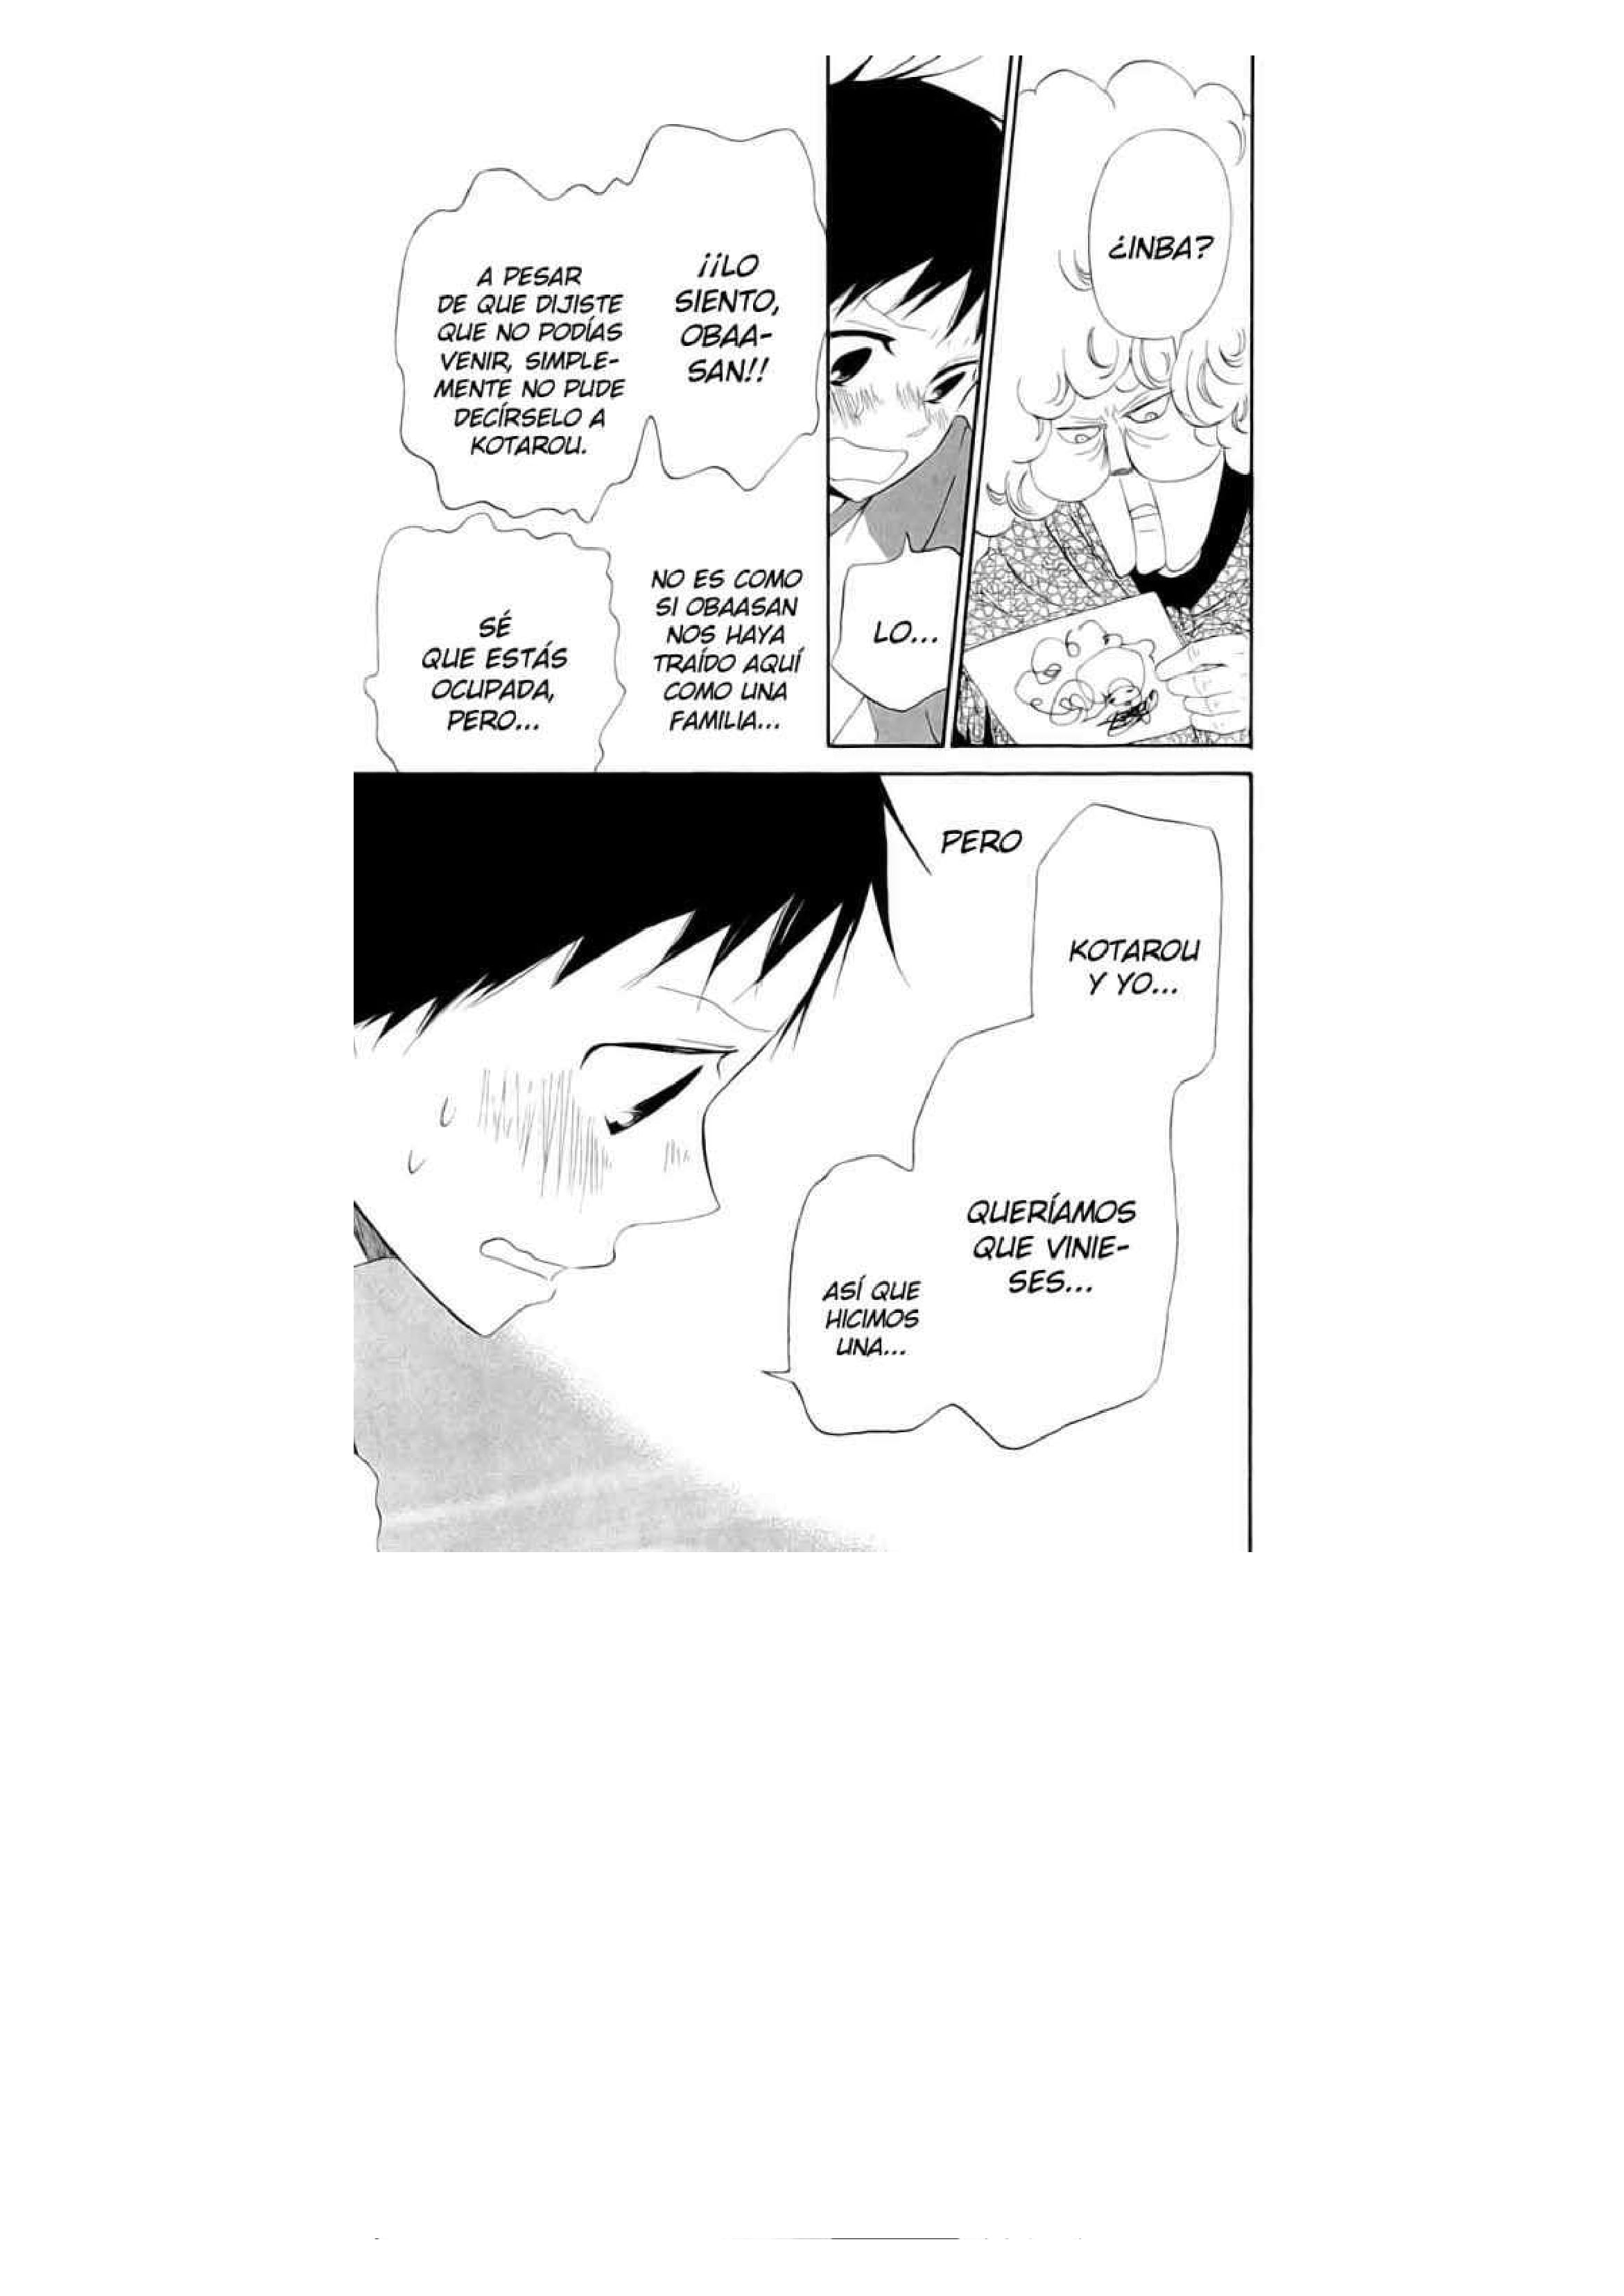 ¿INBA?
LO...
¡¡LO
SIENTO,
OBAA-
SAN!!
A PESAR
DE QUE DIJISTE
QUE NO PODÍAS
VENIR, SIMPLE-
MENTE NO PUDE
DECÍRSELO A
KOTAROU.
NO ES COMO
SI OBAASAN
NOS HAYA
TRAÍDO AQUÍ
COMO UNA
FAMILIA...
SÉ
QUE ESTÁS
OCUPADA,
PERO...
PERO
KOTAROU
Y YO...
QUERÍAMOS
QUE VINIE-
SES...
ASÍ QUE
HICIMOS
UNA...